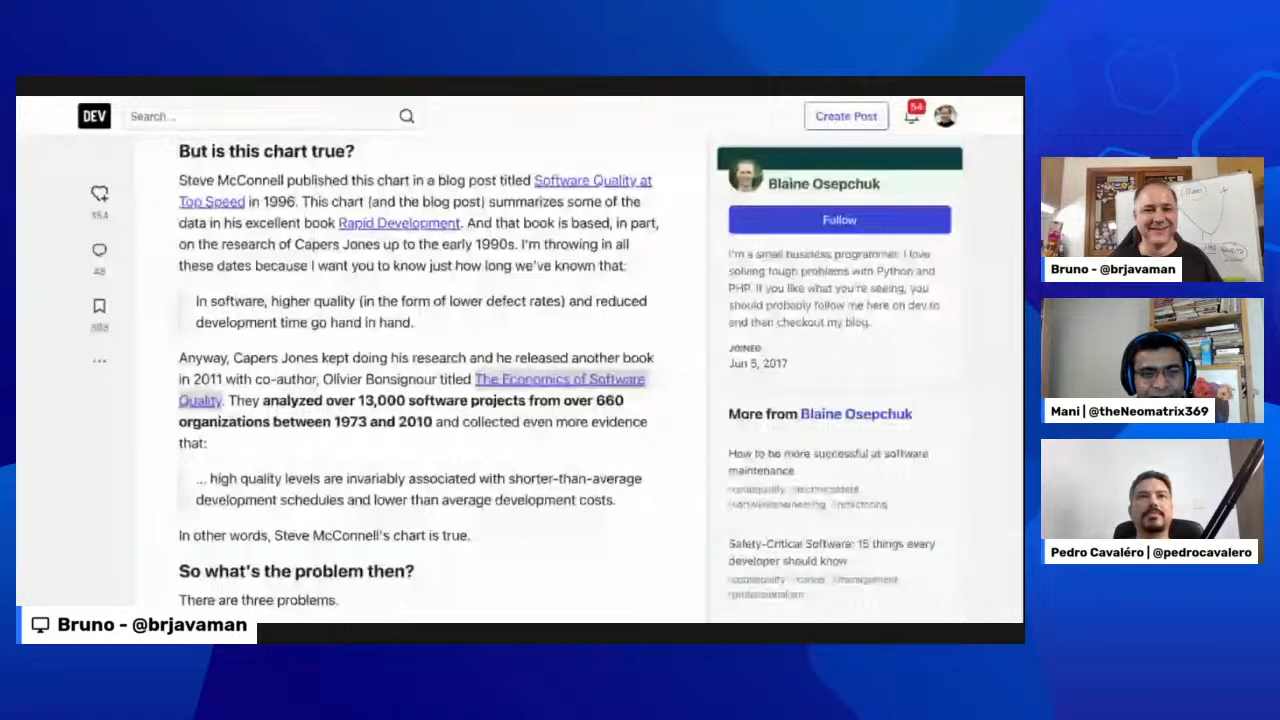 DEV
Search...
Create Post
54
354
48
But is this chart true?
Steve McConnell published this chart in a blog post titled Software Quality at
Top Speed in 1996. This chart (and the blog post) summarizes some of the
data in his excellent book Rapid Development. And that book is based, in part,
on the research of Capers Jones up to the early 1990s. I'm throwing in all
these dates because I want you to know just how long we've known that:
In software, higher quality (in the form of lower defect rates) and reduced
development time go hand in hand.
Anyway, Capers Jones kept doing his research and he released another book
in 2011 with co-author, Olivier Bonsignour titled The Economics of Software
Quality. They analyzed over 13,000 software projects from over 660
organizations between 1973 and 2010 and collected even more evidence
that:
... high quality levels are invariably associated with shorter-than-average
development schedules and lower than average development costs.
In other words, Steve McConnell's chart is true.
So what's the problem then?
There are three problems.
Blaine Osepchuk
Follow
I'm a small business programmer. I love
solving tough problems with Python and
PHP. If you like what you're seeing, you
should probably follow me here on dev.to
and then checkout my blog.
JOINED
Jun 5, 2017
More from Blaine Osepchuk
How to be more successful at software
maintenance
#codequality #technicaldebt
#softwareengineering #refactoring
Safety-Critical Software: 15 things every
developer should know
#codequality #career #management
#professionalism
Bruno - @brjavaman
Bruno - @brjavaman
Mani | @theNeomatrix369
Pedro Cavaléro | @pedrocavalero